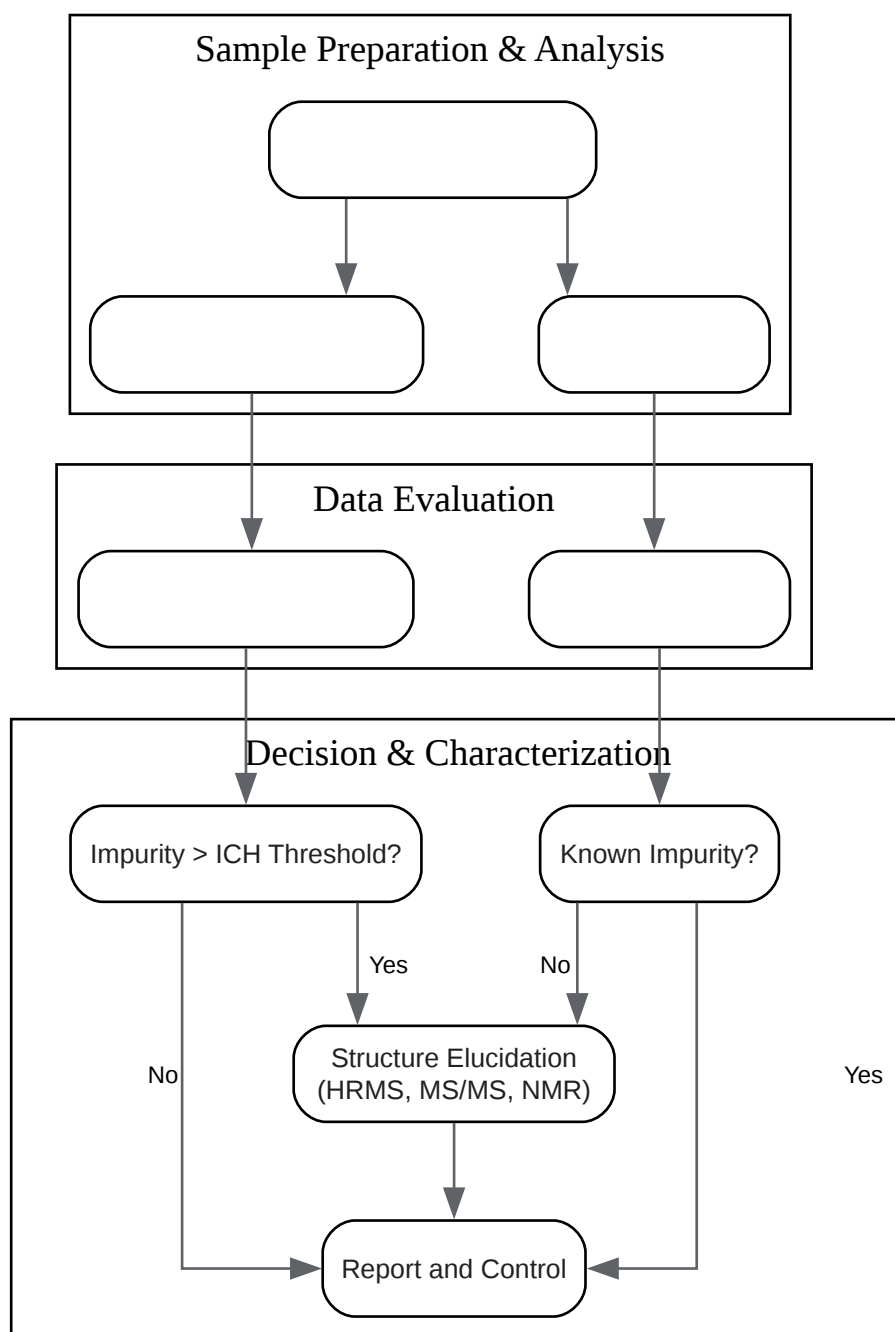 Sample Preparation & Analysis
Data Evaluation
Decision & Characterization
Impurity > ICH Threshold?
Known Impurity?
Yes
No
Structure Elucidation
(HRMS, MS/MS, NMR)
No
Yes
Report and Control